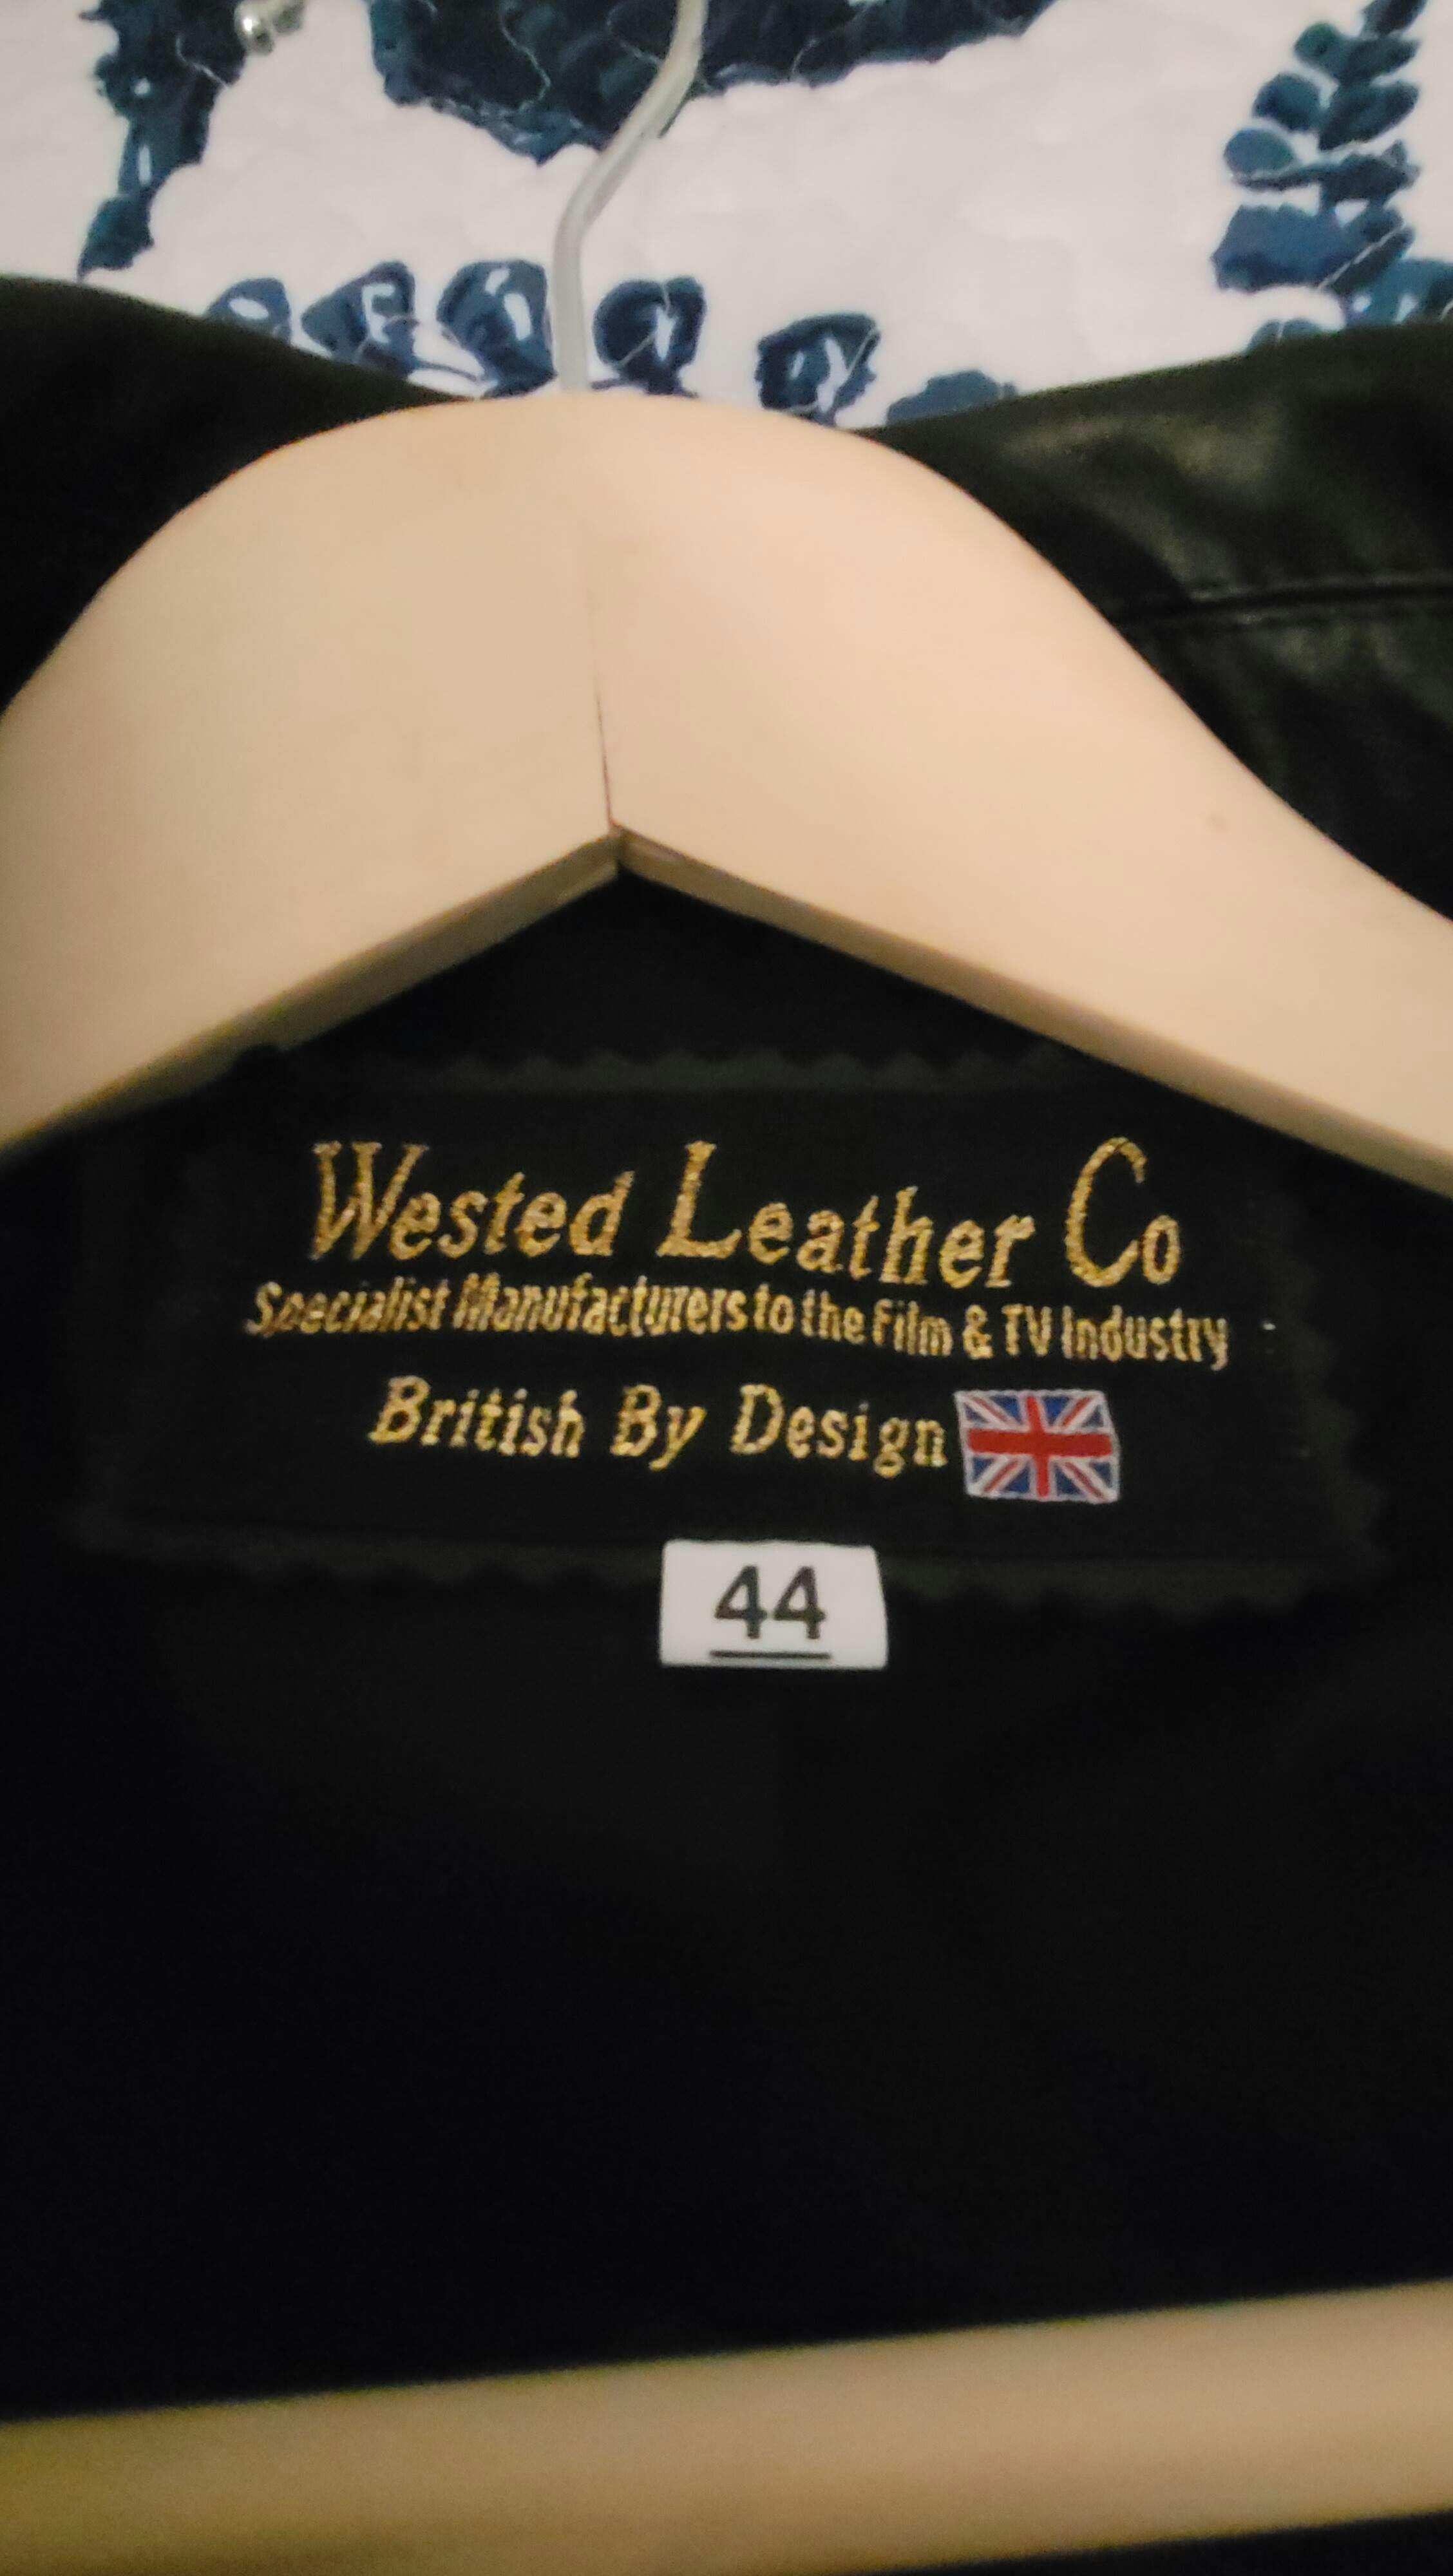 Wested Leather Co
Specialist Manufacturers to the Film & TV Industry
British By Design
44